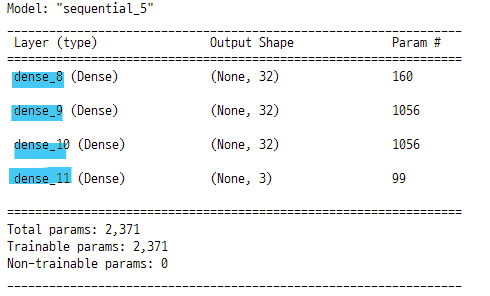 Model: "sequential_5"
Layer (type) Output Shape Param #
dense_8 (Dense) (None, 32) 160
dense_9 (Dense) (None, 32) 1056
dense_10 (Dense) (None, 32) 1056
dense_11 (Dense) (None, 3) 99
Total params: 2,371
Trainable params: 2,371
Non-trainable params: 0